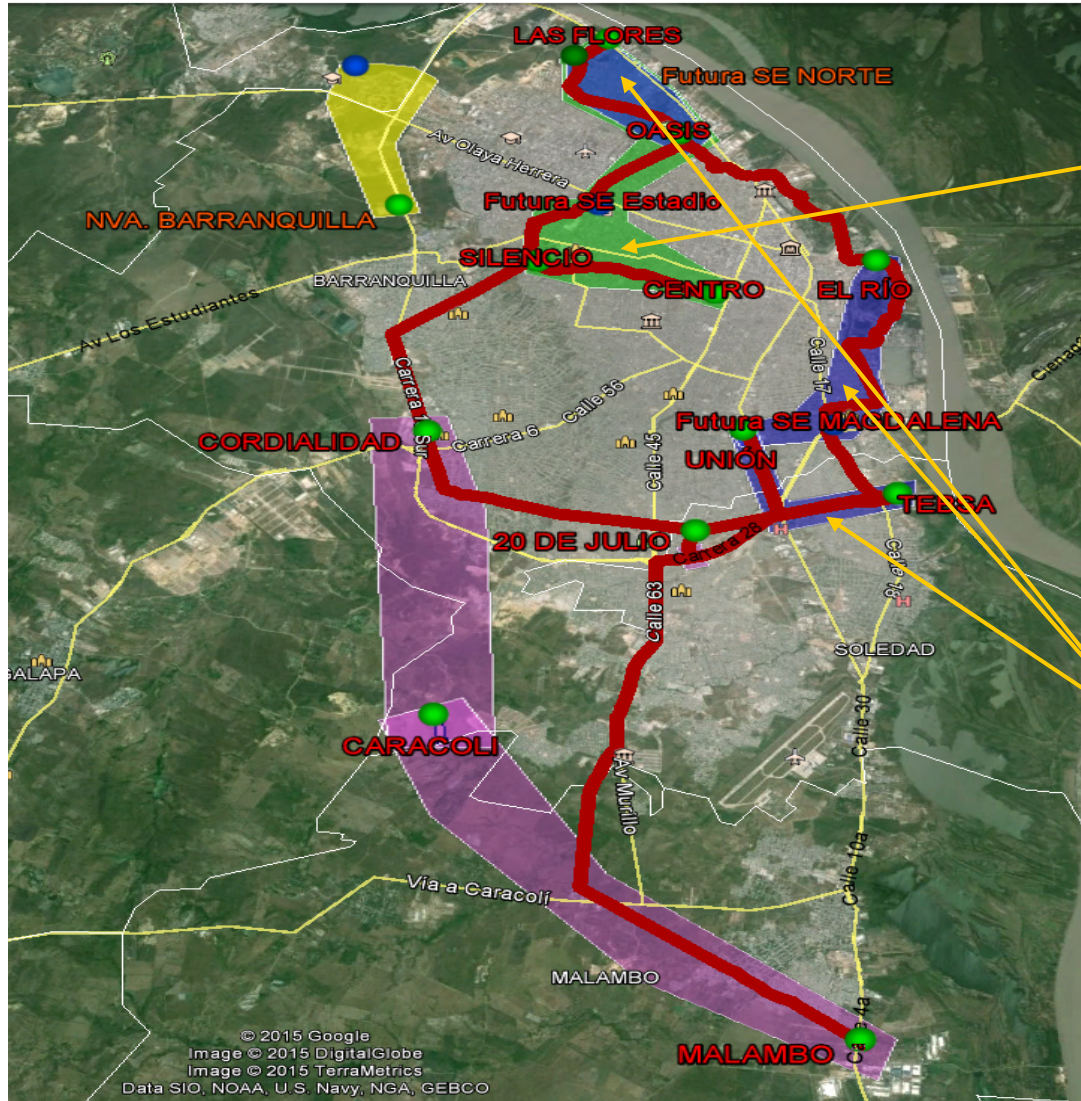 LAS FLORES
Futura SE NORTE
OASIS
Av Olaya Herrera
Futura SE Estadio
NVA. BARRANQUILLA
SILENCIO
BARRANQUILLA
CENTRO
EL RÍO
Av Los Estudiantes
Calle 17
Carrera 1 Sur
Calle 56
Carrera 6
Futura SE MAGDALENA
CORDIALIDAD
Calle 45
UNIÓN
TEBSA
20 DE JULIO
Carrera 28
Calle 18
Calle 63
SOLEDAD
GALAPA
Calle 30
CARACOLI
Av Murillo
Calle 10a
Vía a Caracolí
MALAMBO
Calle 4a
MALAMBO
© 2015 Google
Image © 2015 DigitalGlobe
Image © 2015 TerraMetrics
Data SIO, NOAA, U.S. Navy, NGA, GEBCO